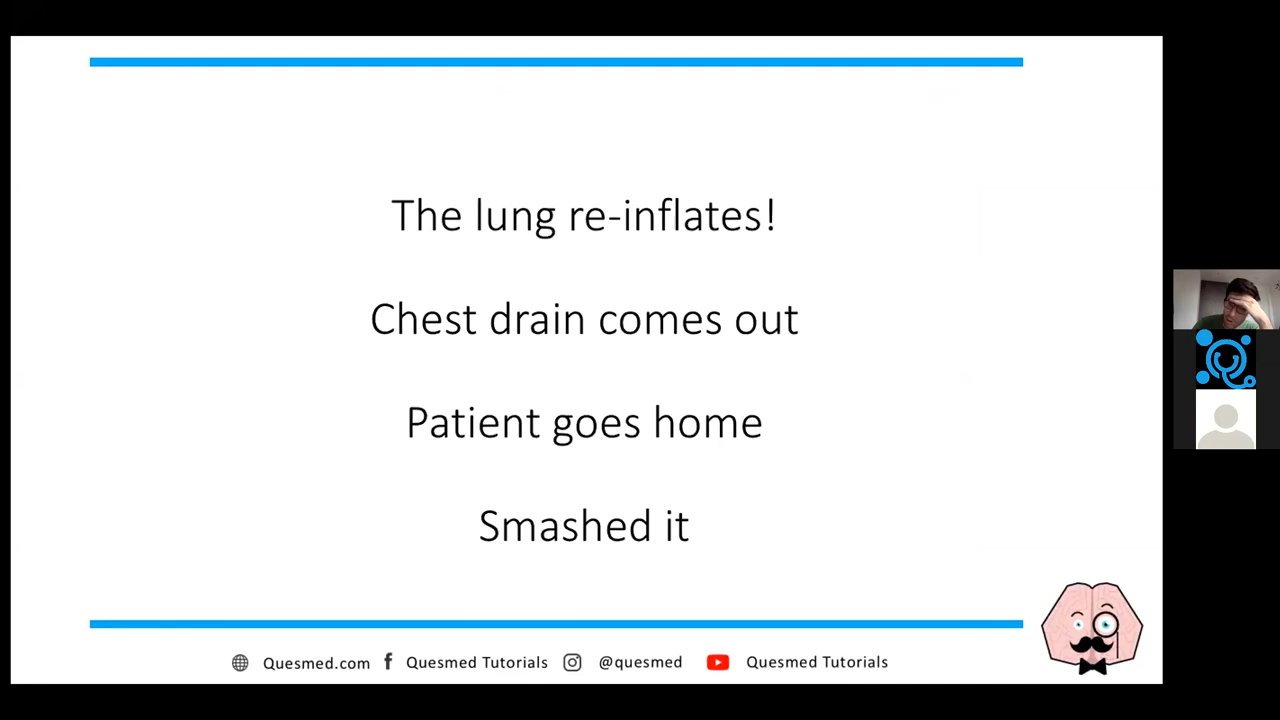 The lung re-inflates!
Chest drain comes out
Patient goes home
Smashed it
Quesmed.com Quesmed Tutorials @quesmed Quesmed Tutorials